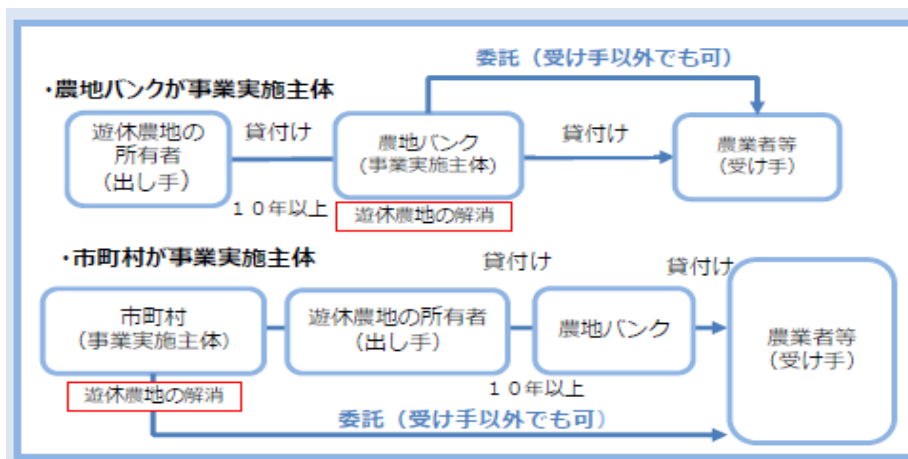 委託（受け手以外でも可）
・農地バンクが事業実施主体
遊休農地の
所有者
（出し手）
貸付け
農地バンク
（事業実施主体）
貸付け
農業者等
（受け手）
１０年以上
遊休農地の解消
・市町村が事業実施主体
貸付け
貸付け
市町村
（事業実施主体）
遊休農地の所有者
（出し手）
農地バンク
農業者等
（受け手）
遊休農地の解消
１０年以上
委託（受け手以外でも可）